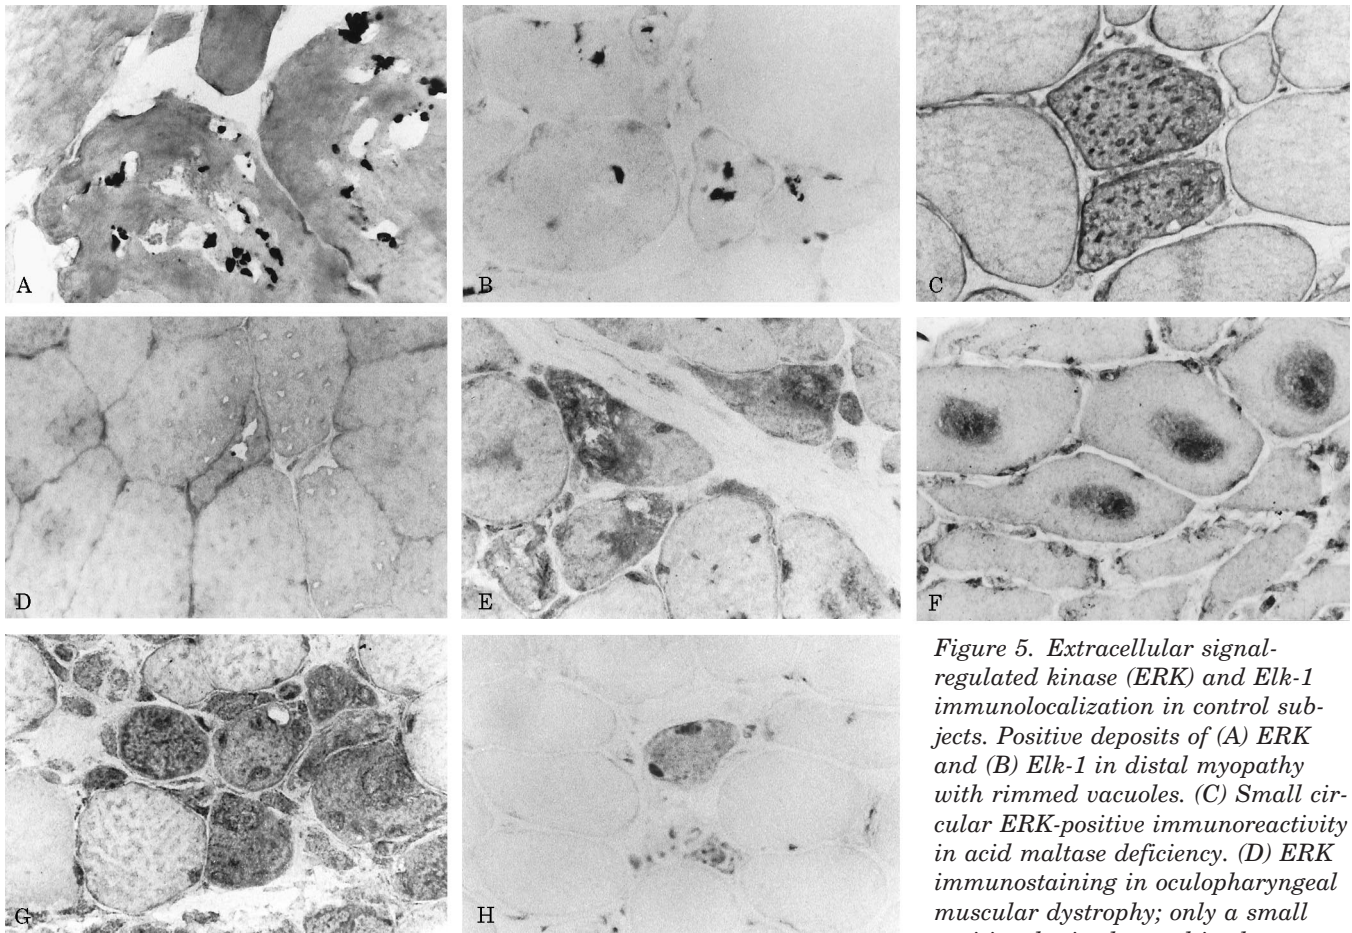 A
B
C
D
E
F
G
H
Figure 5. Extracellular signal-
regulated kinase (ERK) and Elk-1
immunolocalization in control sub-
jects. Positive deposits of (A) ERK
and (B) Elk-1 in distal myopathy
with rimmed vacuoles. (C) Small cir-
cular ERK-positive immunoreactivity
in acid maltase deficiency. (D) ERK
immunostaining in oculopharyngeal
muscular dystrophy; only a small